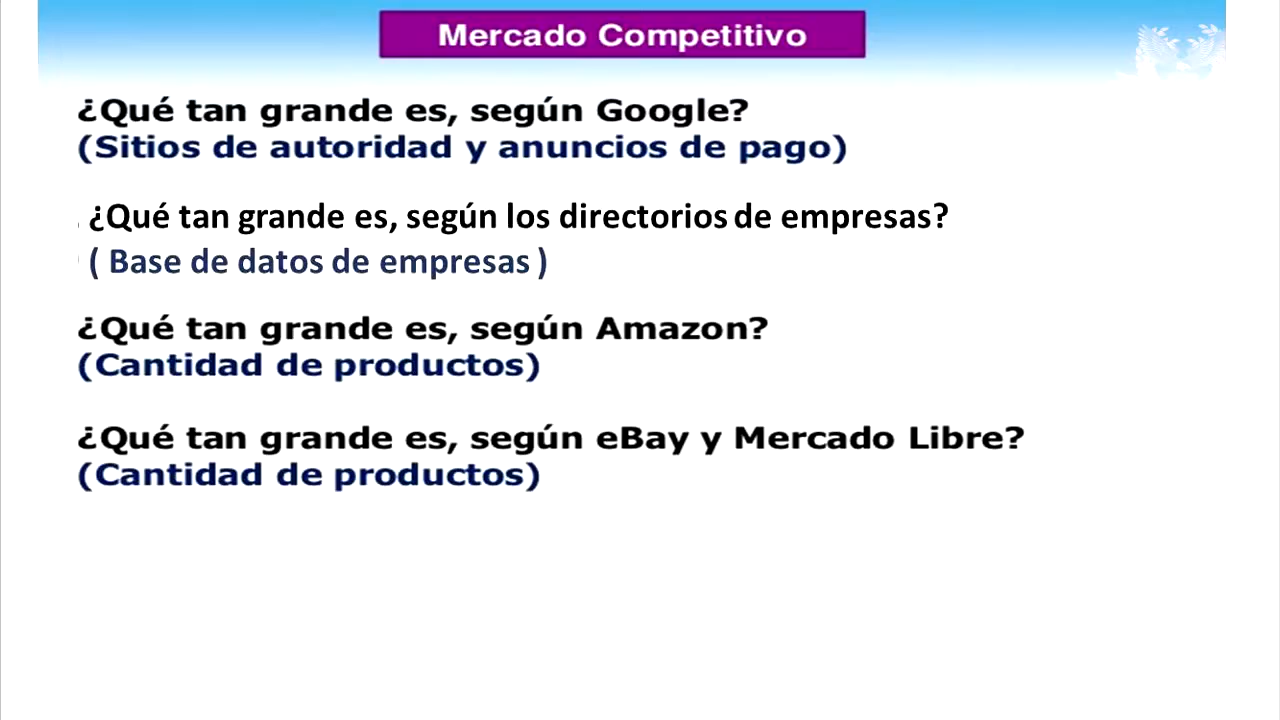 Mercado Competitivo
¿Qué tan grande es, según Google?
(Sitios de autoridad y anuncios de pago)
¿Qué tan grande es, según los directorios de empresas?
( Base de datos de empresas )
¿Qué tan grande es, según Amazon?
(Cantidad de productos)
¿Qué tan grande es, según eBay y Mercado Libre?
(Cantidad de productos)